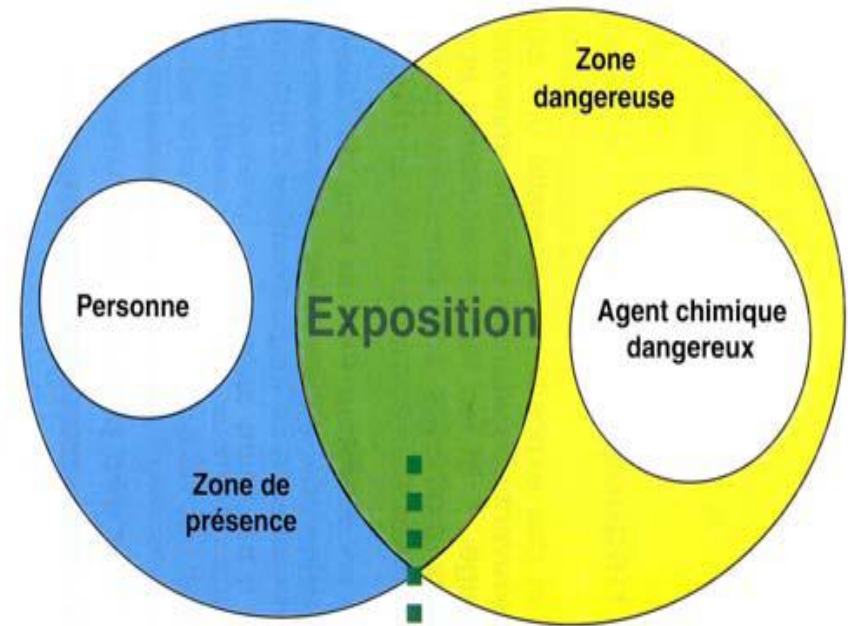 Zone
dangereuse
Personne
Exposition
Agent chimique
dangereux
Zone de
présence